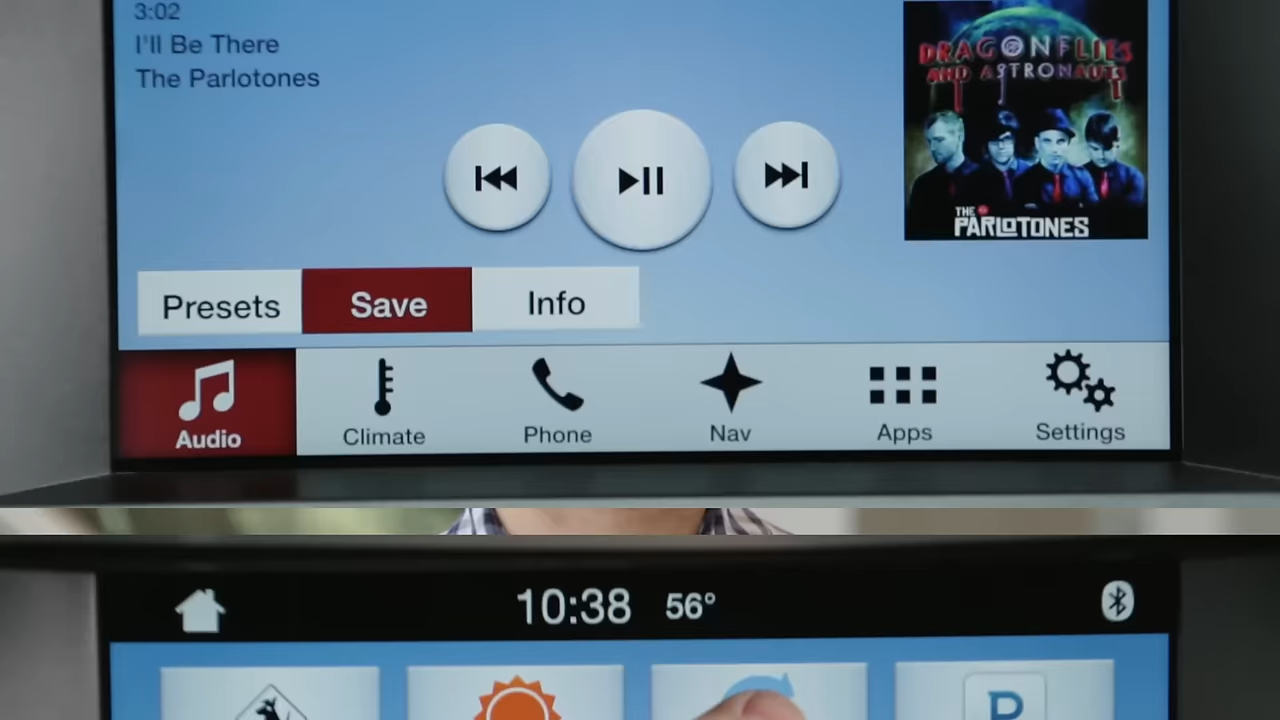 3:02
I'll Be There
The Parlotones
DRAGONFLIES
AND ASTRONAUTS
THE
PARLOTONES
Presets Save Info
Audio Climate Phone Nav Apps Settings
10:38 56°
P